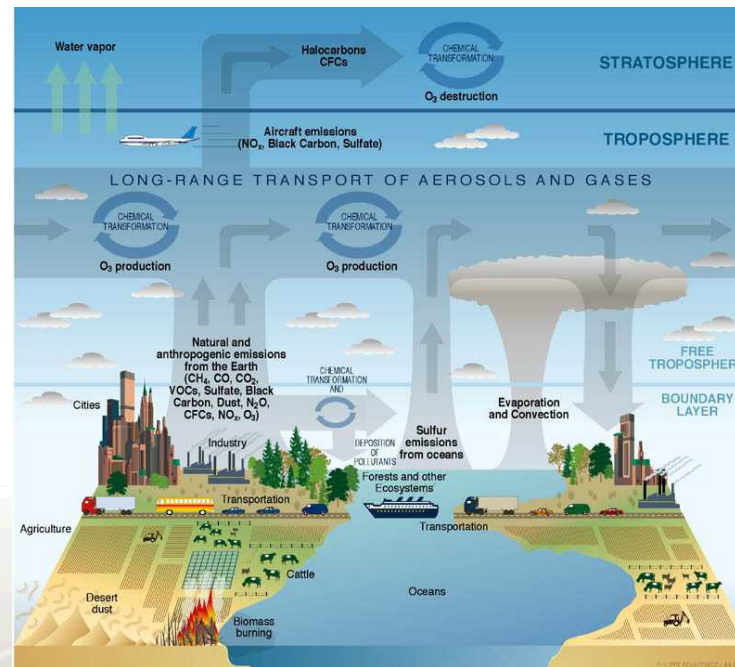 Water vapor
Halocarbons
CFCs
CHEMICAL
TRANSFORMATION
O₃ destruction
STRATOSPHERE
Aircraft emissions
(NOₓ, Black Carbon, Sulfate)
TROPOSPHERE
LONG-RANGE TRANSPORT OF AEROSOLS AND GASES
CHEMICAL
TRANSFORMATION
O₃ production
CHEMICAL
TRANSFORMATION
O₃ production
Natural and
anthropogenic emissions
from the Earth
(CH₄, CO, CO₂,
VOCs, Sulfate, Black
Carbon, Dust, N₂O,
CFCs, NOₓ, O₃)
CHEMICAL
TRANSFORMATION
AND
DEPOSITION
OF
POLLUTANTS
FREE
TROPOSPHER
BOUNDARY
LAYER
Cities
Industry
Sulfur
emissions
from oceans
Evaporation
and Convection
Forests and other
Ecosystems
Transportation
Transportation
Agriculture
Cattle
Desert
dust
Biomass
burning
Oceans